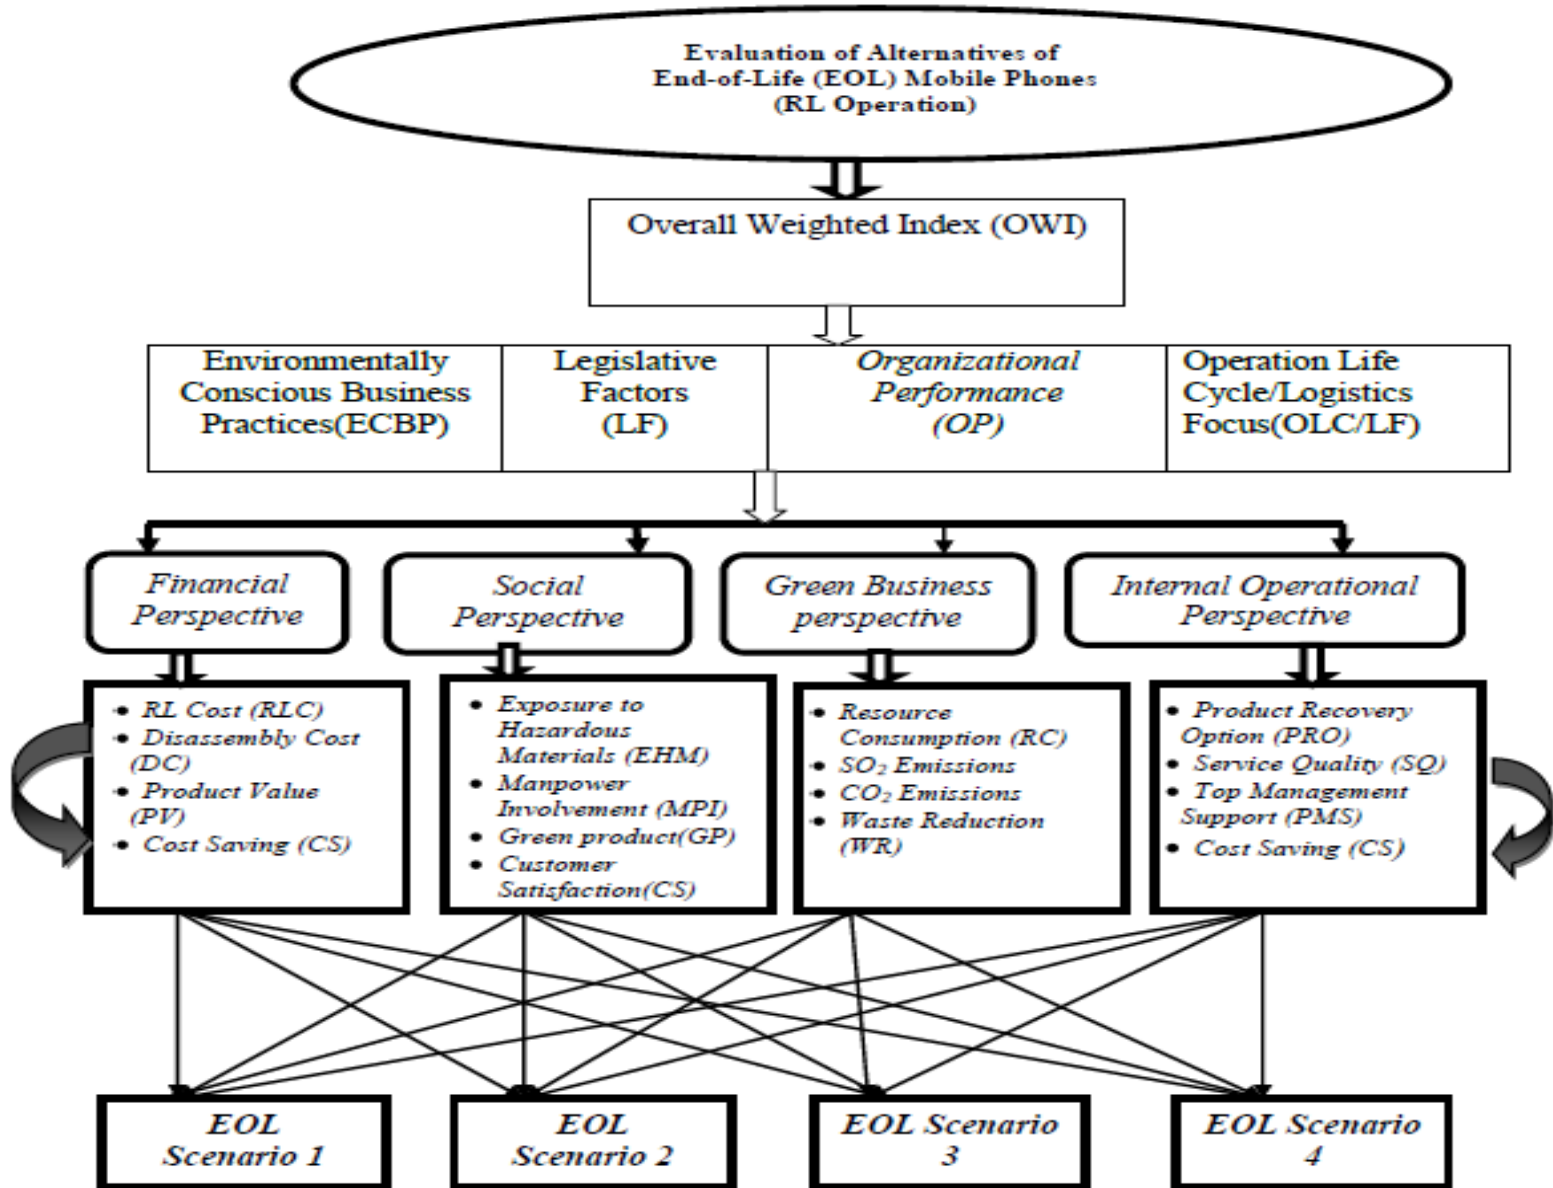 Evaluation of Alternatives of
End-of-Life (EOL) Mobile Phones
(RL Operation)
Overall Weighted Index (OWI)
Environmentally
Conscious Business
Practices(ECBP)
Legislative
Factors
(LF)
Organizational
Performance
(OP)
Operation Life
Cycle/Logistics
Focus(OLC/LF)
Financial
Perspective
Social
Perspective
Green Business
perspective
Internal Operational
Perspective
• RL Cost (RLC)
• Disassembly Cost
(DC)
• Product Value
(PV)
• Cost Saving (CS)
• Exposure to
Hazardous
Materials (EHM)
• Manpower
Involvement (MPI)
• Green product(GP)
• Customer
Satisfaction(CS)
• Resource
Consumption (RC)
• SO₂ Emissions
• CO₂ Emissions
• Waste Reduction
(WR)
• Product Recovery
Option (PRO)
• Service Quality (SQ)
• Top Management
Support (PMS)
• Cost Saving (CS)
EOL
Scenario 1
EOL
Scenario 2
EOL Scenario
3
EOL Scenario
4